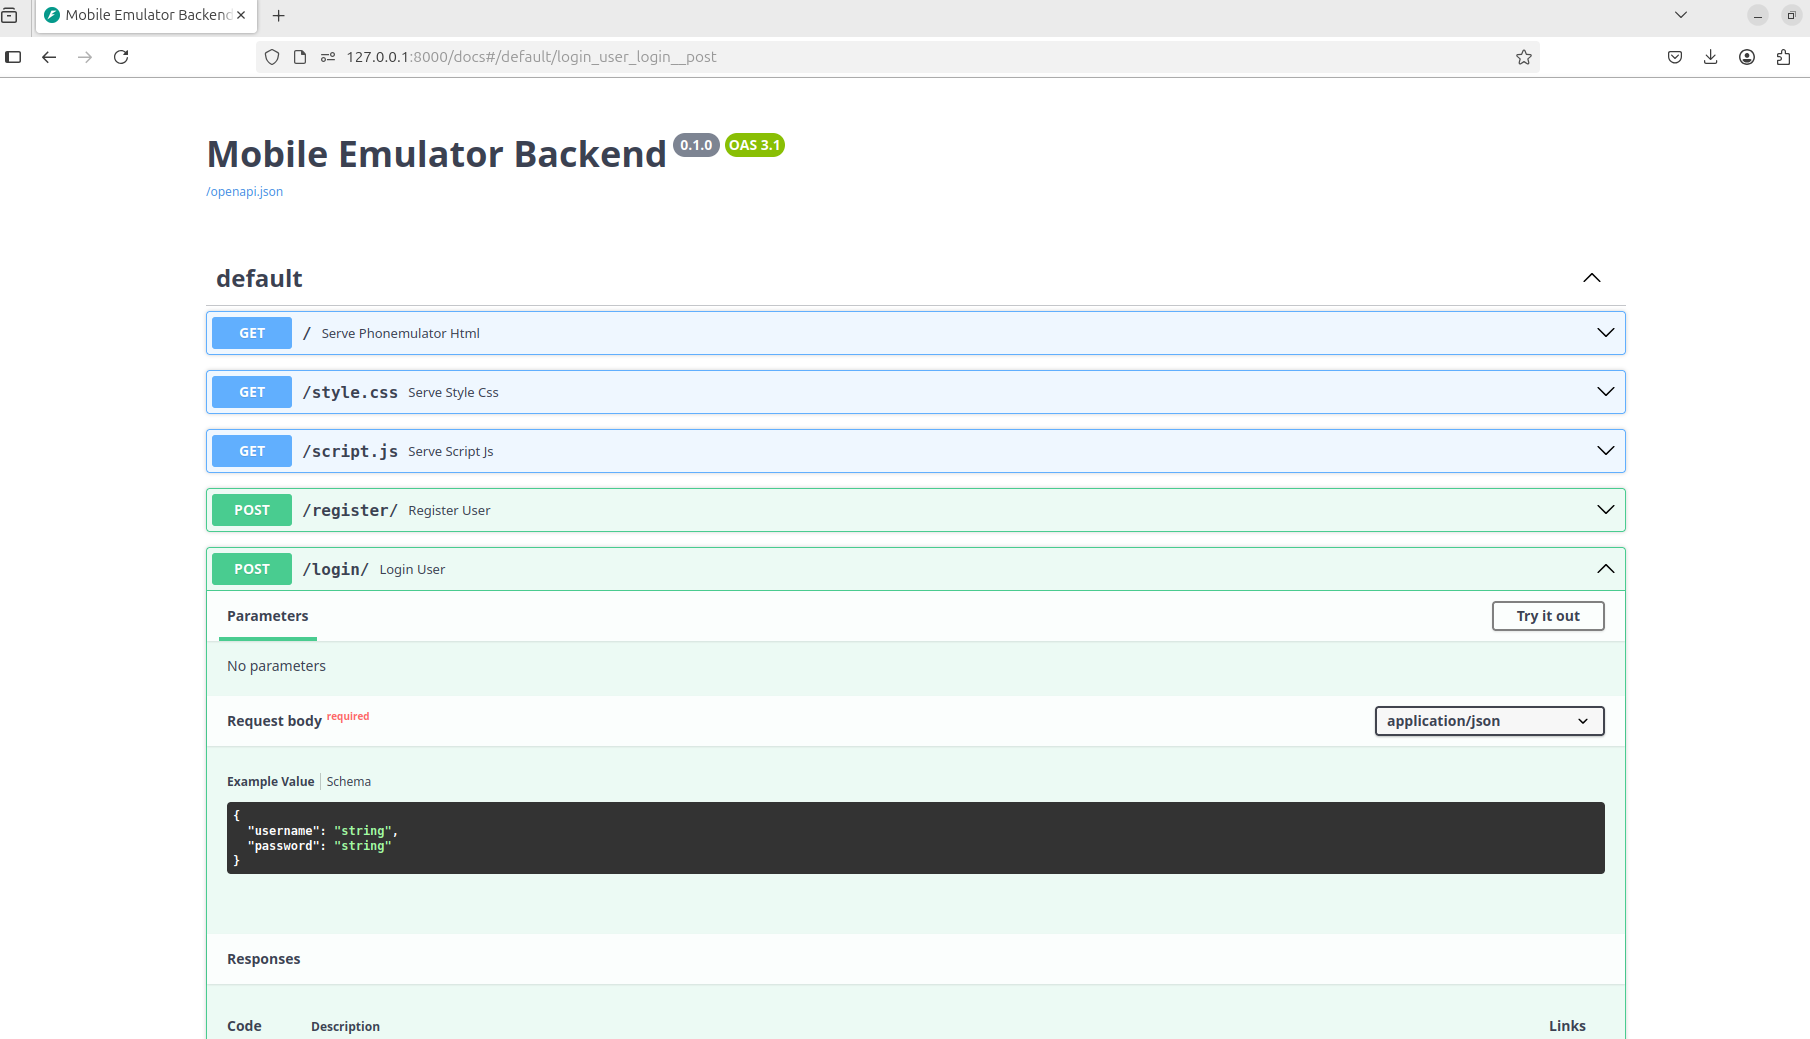 Mobile Emulator Backend
127.0.0.1:8000/docs#/default/login_user_login__post
Mobile Emulator Backend 0.1.0 OAS 3.1
/openapi.json
default
GET / Serve Phonemulator Html
GET /style.css Serve Style Css
GET /script.js Serve Script Js
POST /register/ Register User
POST /login/ Login User
Parameters Try it out
No parameters
Request body required application/json
Example Value Schema
{
"username": "string",
"password": "string"
}
Responses
Code Description Links